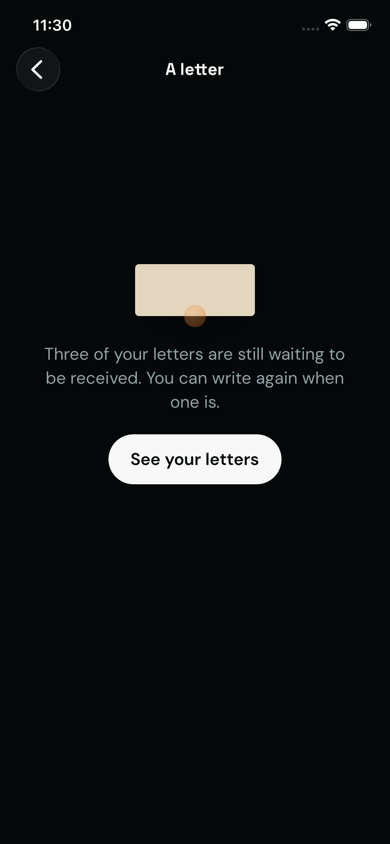 11:30
A letter
Three of your letters are still waiting to
be received. You can write again when
one is.
See your letters